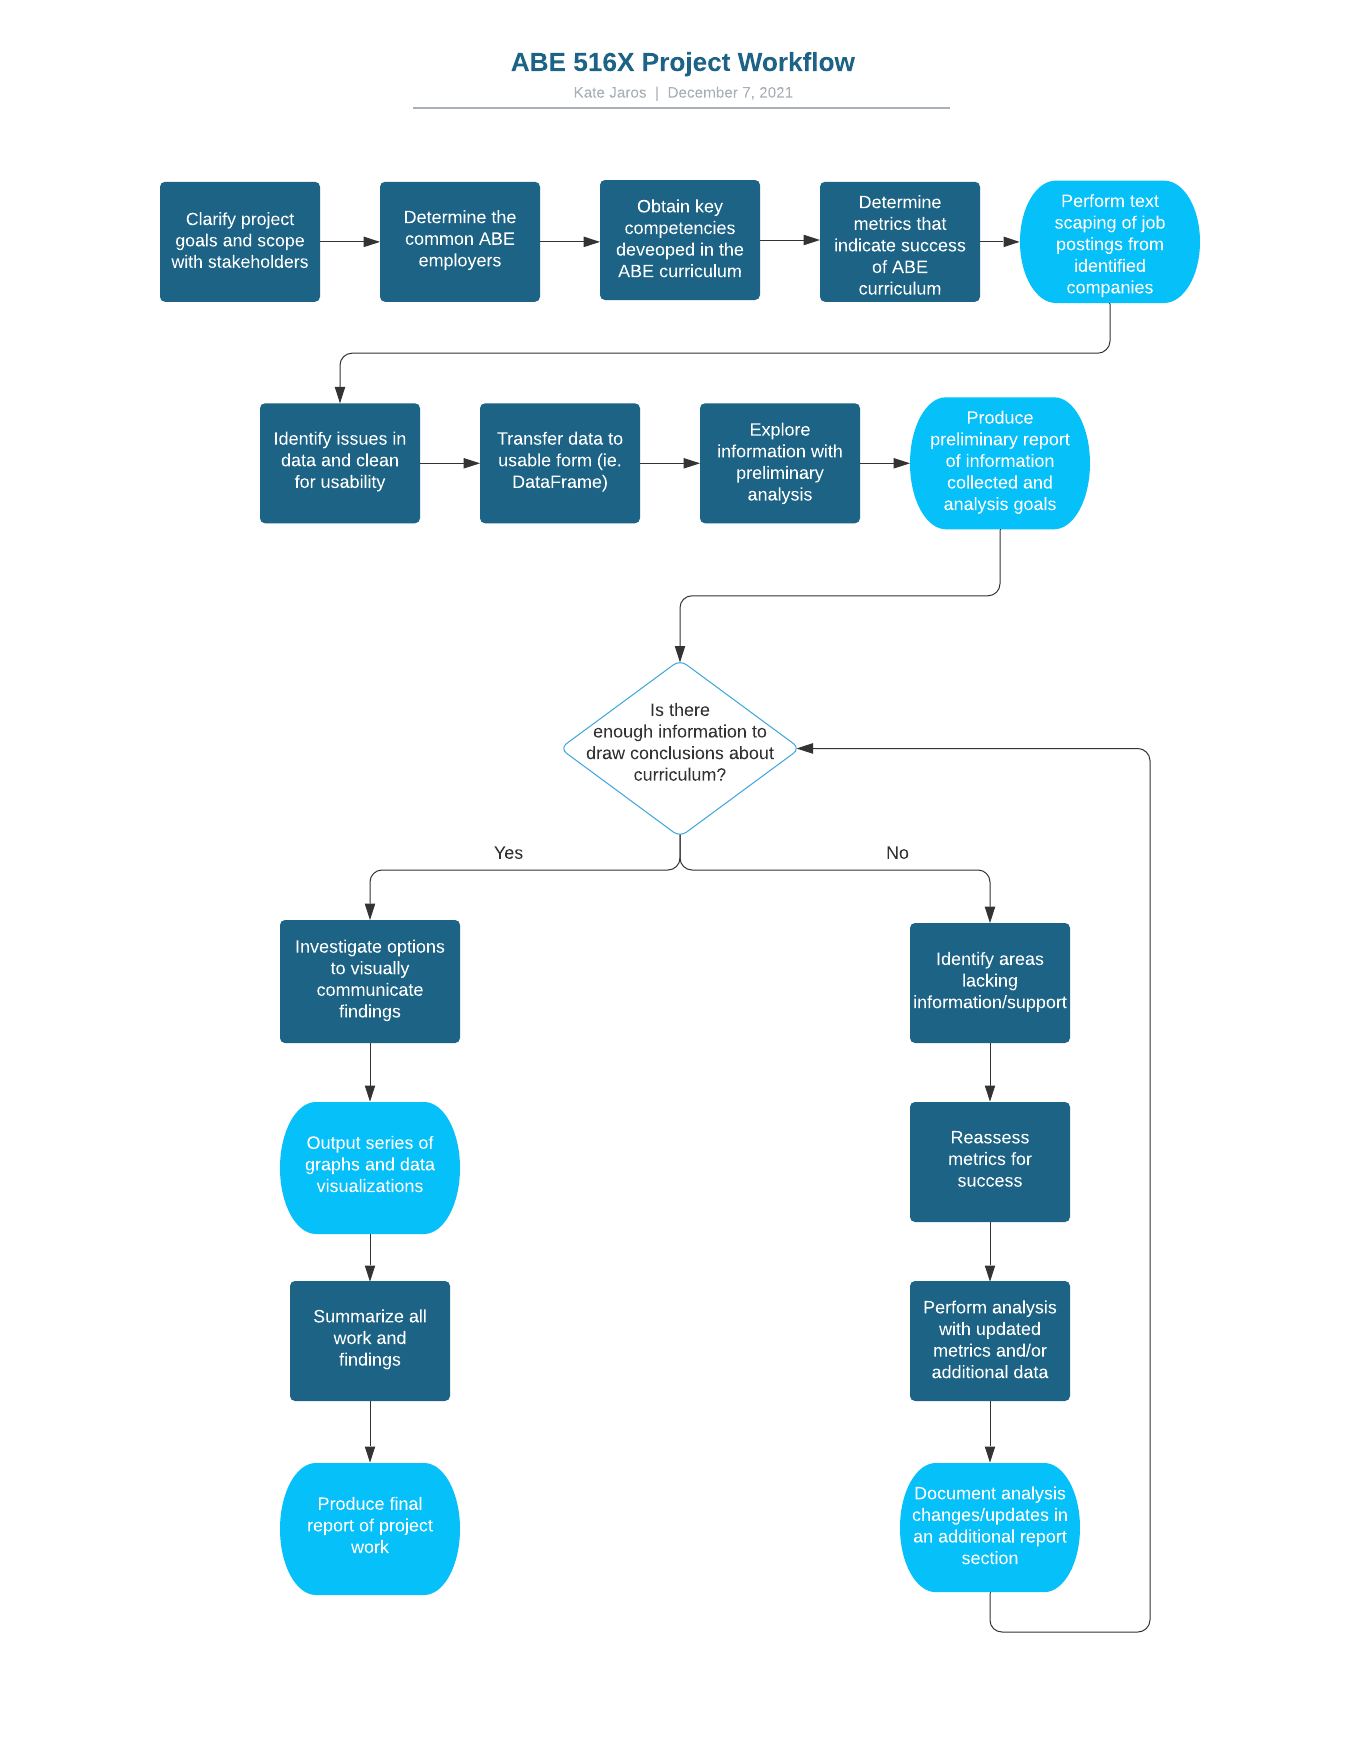 ABE 516X Project Workflow
Kate Jaros | December 7, 2021
Clarify project
goals and scope
with stakeholders
Determine the
common ABE
employers
Obtain key
competencies
deveoped in the
ABE curriculum
Determine
metrics that
indicate success
of ABE
curriculum
Perform text
scaping of job
postings from
identified
companies
Identify issues in
data and clean
for usability
Transfer data to
usable form (ie.
DataFrame)
Explore
information with
preliminary
analysis
Produce
preliminary report
of information
collected and
analysis goals
Is there
enough information to
draw conclusions about
curriculum?
Yes
No
Investigate options
to visually
communicate
findings
Output series of
graphs and data
visualizations
Summarize all
work and
findings
Produce final
report of project
work
Identify areas
lacking
information/support
Reassess
metrics for
success
Perform analysis
with updated
metrics and/or
additional data
Document analysis
changes/updates in
an additional report
section